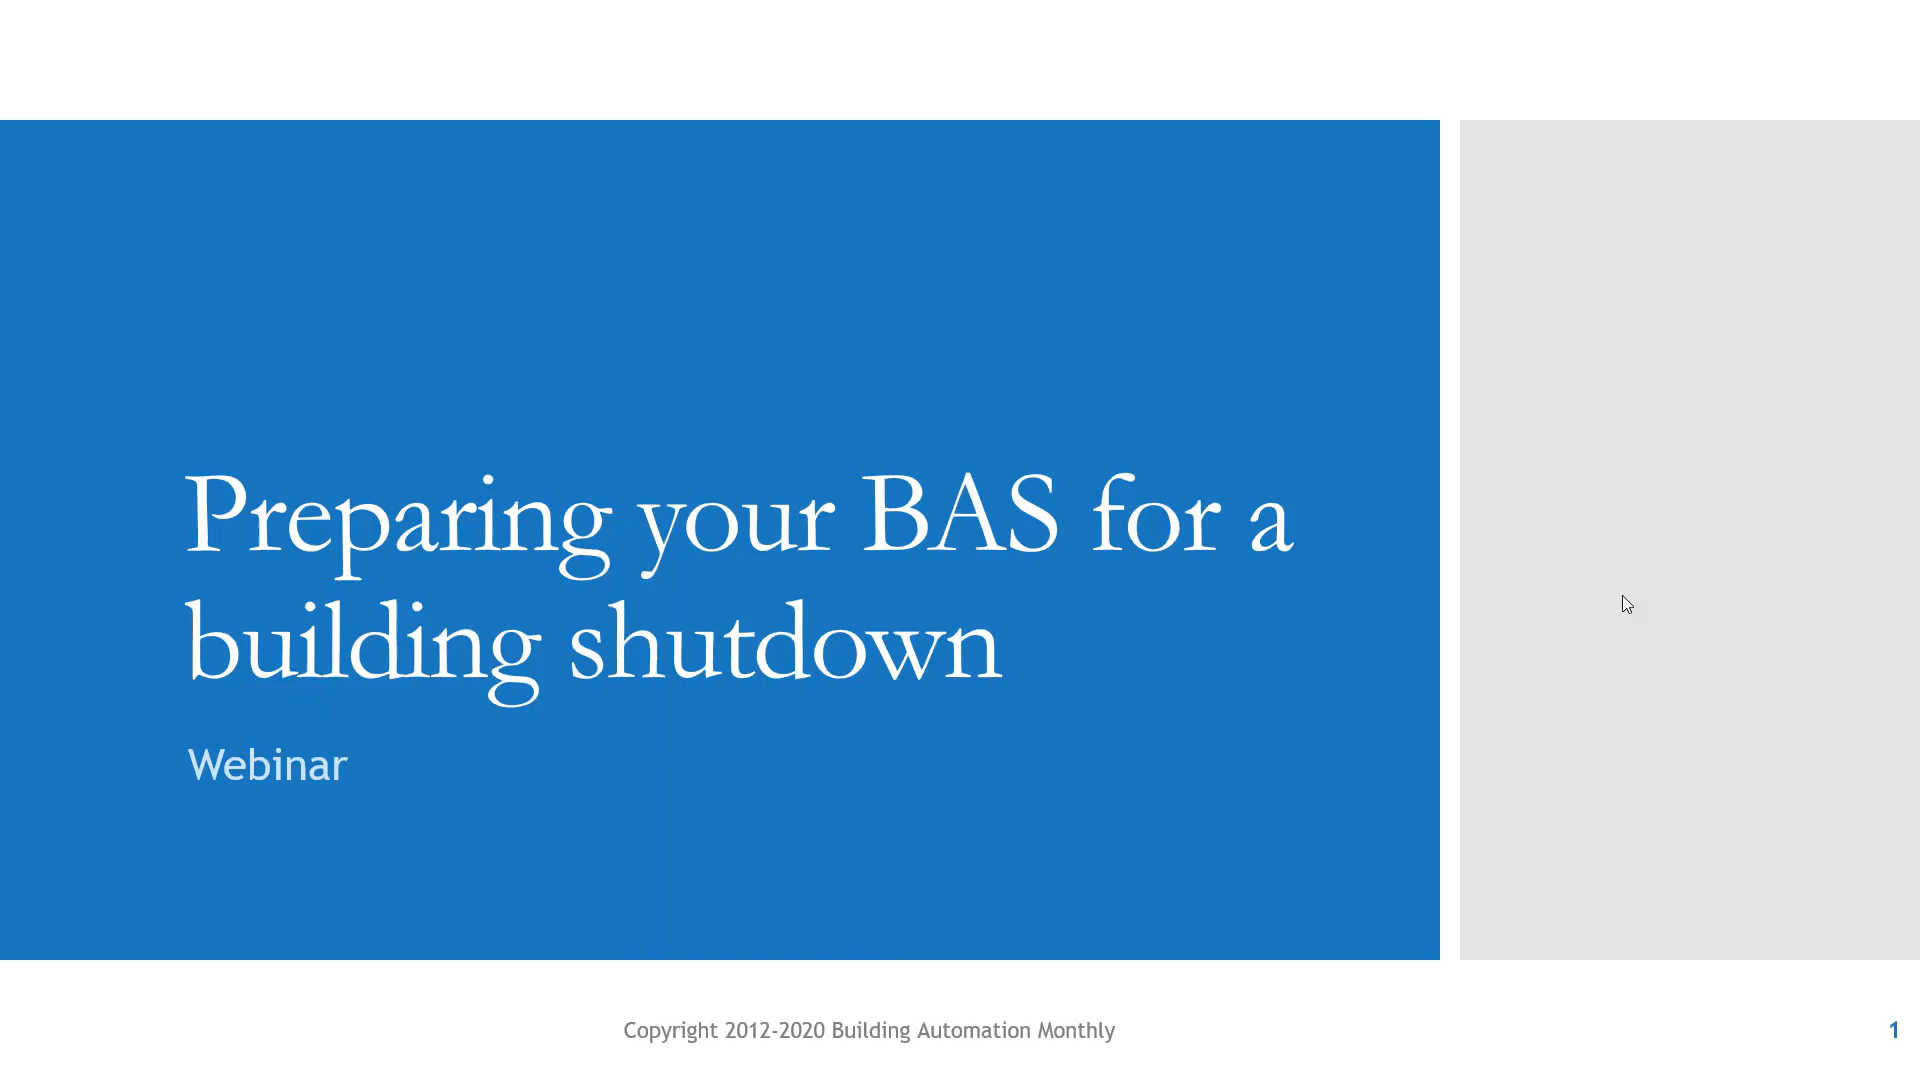 Preparing your BAS for a
building shutdown
Webinar
Copyright 2012-2020 Building Automation Monthly
1